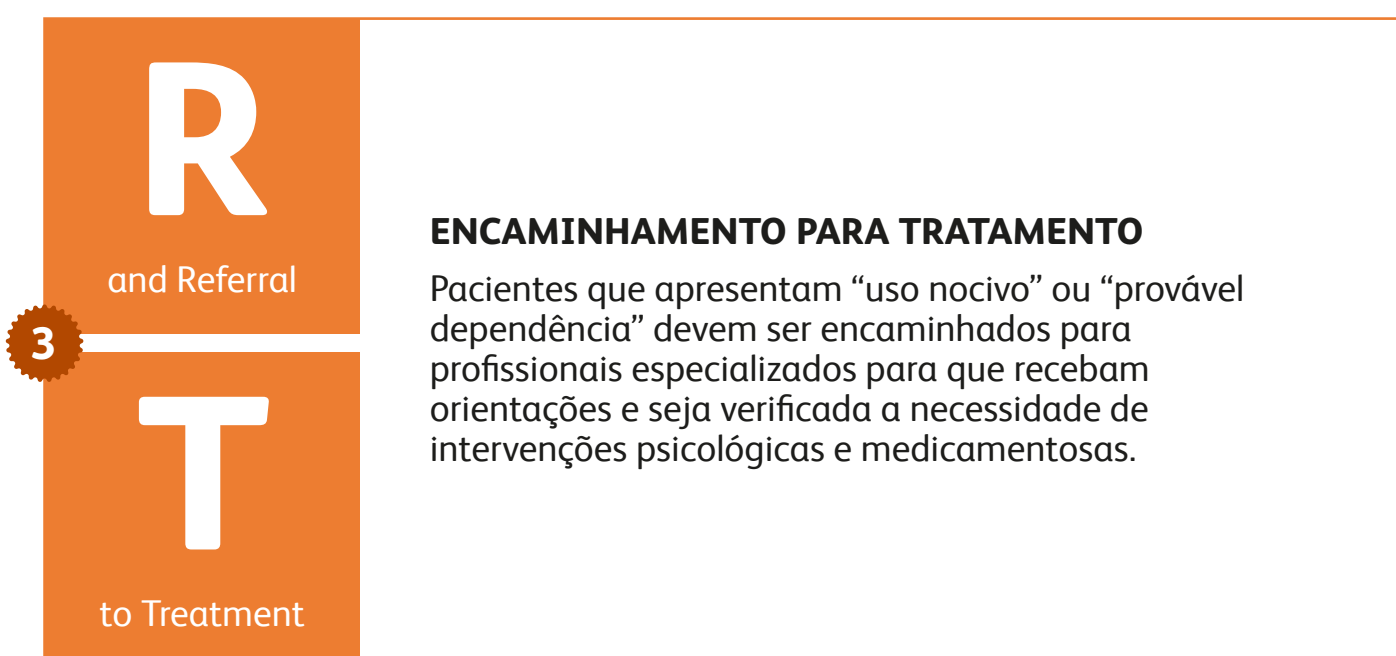 R
and Referral
3
T
to Treatment
ENCAMINHAMENTO PARA TRATAMENTO
Pacientes que apresentam “uso nocivo” ou “provável
dependência” devem ser encaminhados para
profissionais especializados para que recebam
orientações e seja verificada a necessidade de
intervenções psicológicas e medicamentosas.